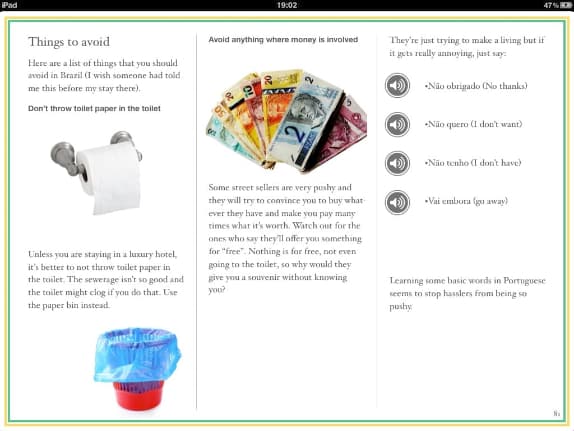 iPad
19:02
47%
Things to avoid
Here are a list of things that you should
avoid in Brazil (I wish someone had told
me this before my stay there).
Don't throw toilet paper in the toilet
Unless you are staying in a luxury hotel,
it's better to not throw toilet paper in
the toilet. The sewerage isn't so good and
the toilet might clog if you do that. Use
the paper bin instead.
Avoid anything where money is involved
Some street sellers are very pushy and
they will try to convince you to buy what-
ever they have and make you pay many
times what it's worth. Watch out for the
ones who say they'll offer you something
for "free". Nothing is for free, not even
going to the toilet, so why would they
give you a souvenir without knowing
you?
They're just trying to make a living but if
it gets really annoying, just say:
•Não obrigado (No thanks)
•Não quero (I don't want)
•Não tenho (I don't have)
•Vai embora (go away)
Learning some basic words in Portuguese
seems to stop hasslers from being so
pushy.